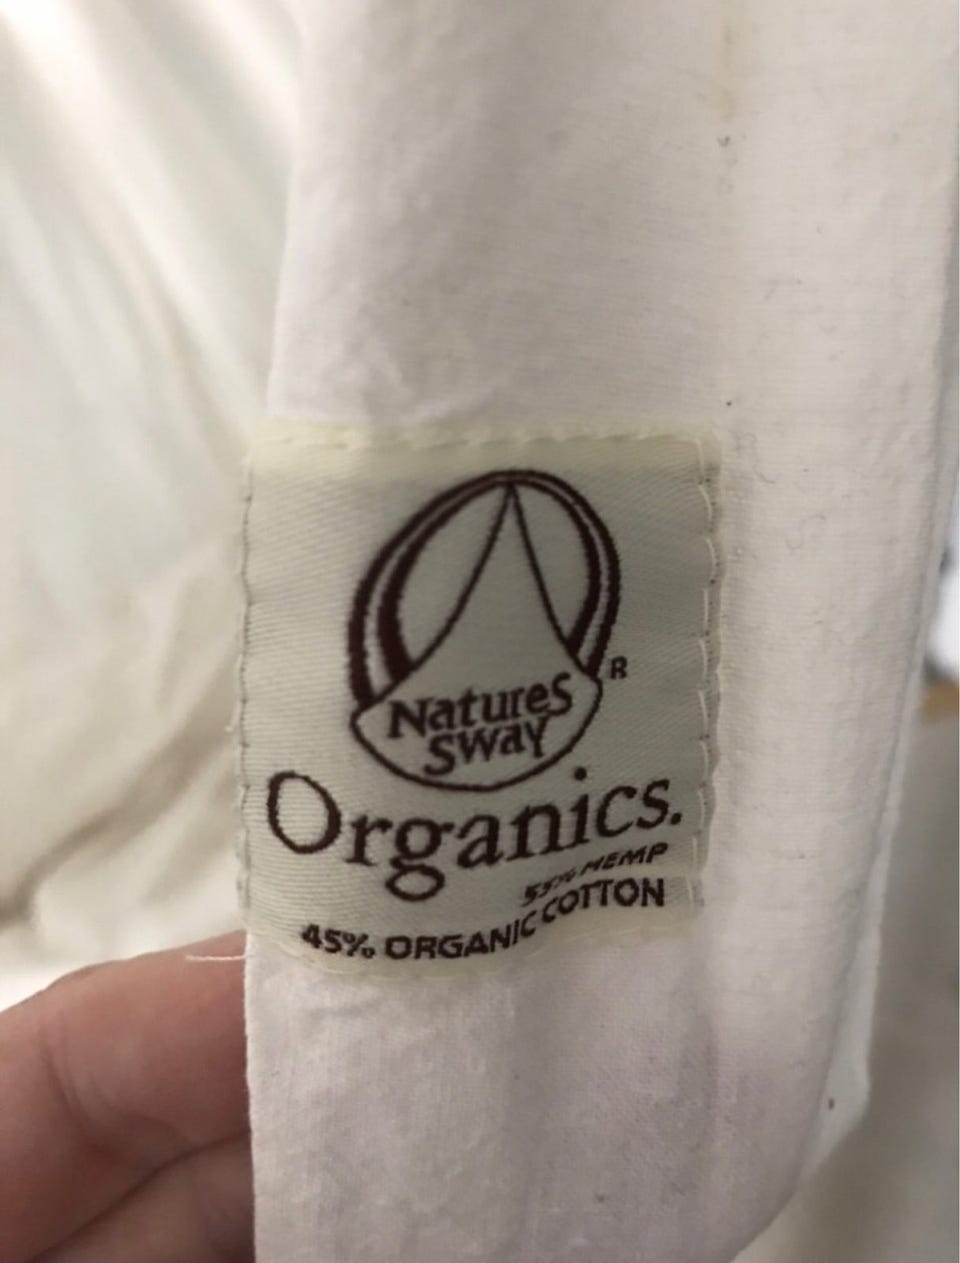 Natures
Sway
R
Organics.
55% HEMP
45% ORGANIC COTTON